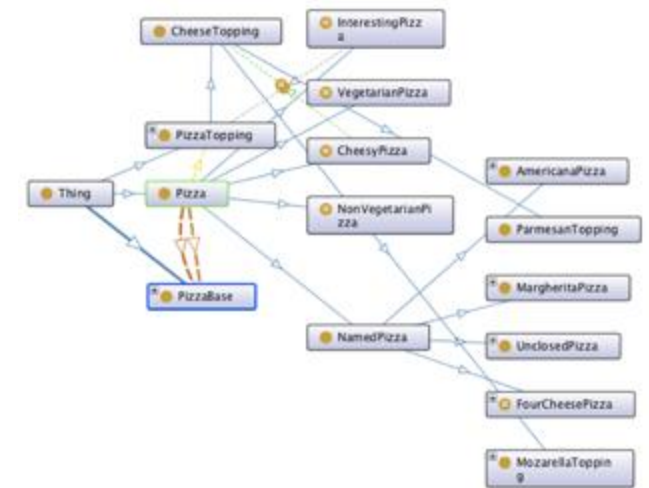 CheeseTopping
InterestingPizz
a
VegetarianPizza
PizzaTopping
CheesyPizza
AmericanaPizza
Thing
Pizza
NonVegetarianPi
zza
ParmesanTopping
PizzaBase
MargheritaPizza
NamedPizza
UnclosedPizza
FourCheesePizza
MozarellaToppin
g